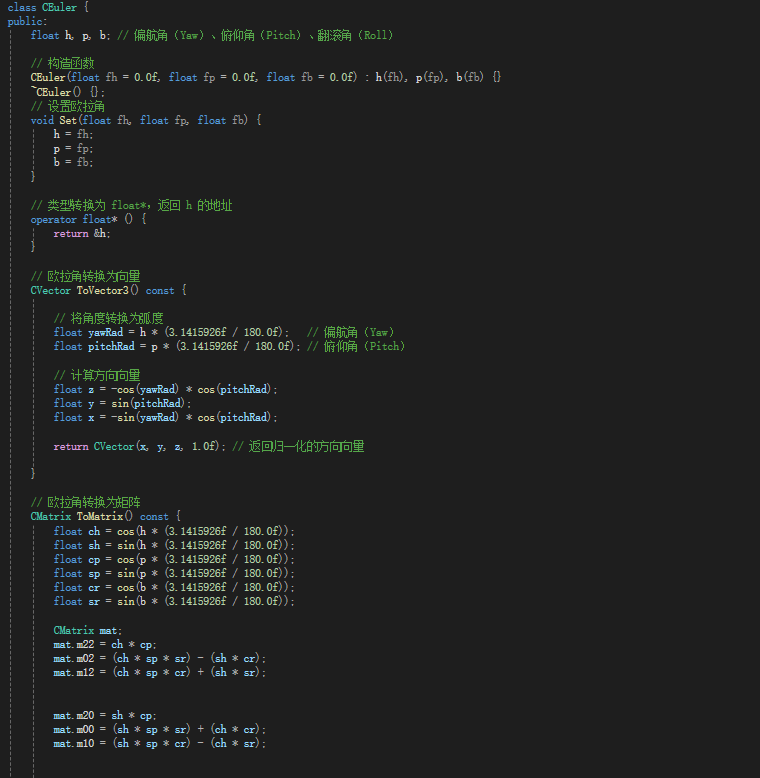 class CEuler {
public:
float h, p, b; // 偏航角（Yaw）、俯仰角（Pitch）、翻滚角（Roll）
// 构造函数
CEuler(float fh = 0.0f, float fp = 0.0f, float fb = 0.0f) : h(fh), p(fp), b(fb) {}
~CEuler() {};
// 设置欧拉角
void Set(float fh, float fp, float fb) {
h = fh;
p = fp;
b = fb;
}
// 类型转换为 float*，返回 h 的地址
operator float* () {
return &h;
}
// 欧拉角转换为向量
CVector ToVector3() const {
// 将角度转换为弧度
float yawRad = h * (3.1415926f / 180.0f); // 偏航角（Yaw）
float pitchRad = p * (3.1415926f / 180.0f); // 俯仰角（Pitch）
// 计算方向向量
float z = -cos(yawRad) * cos(pitchRad);
float y = sin(pitchRad);
float x = -sin(yawRad) * cos(pitchRad);
return CVector(x, y, z, 1.0f); // 返回归一化的方向向量
}
// 欧拉角转换为矩阵
CMatrix ToMatrix() const {
float ch = cos(h * (3.1415926f / 180.0f));
float sh = sin(h * (3.1415926f / 180.0f));
float cp = cos(p * (3.1415926f / 180.0f));
float sp = sin(p * (3.1415926f / 180.0f));
float cr = cos(b * (3.1415926f / 180.0f));
float sr = sin(b * (3.1415926f / 180.0f));
CMatrix mat;
mat.m22 = ch * cp;
mat.m02 = (ch * sp * sr) - (sh * cr);
mat.m12 = (ch * sp * cr) + (sh * sr);
mat.m20 = sh * cp;
mat.m00 = (sh * sp * sr) + (ch * cr);
mat.m10 = (sh * sp * cr) - (ch * sr);